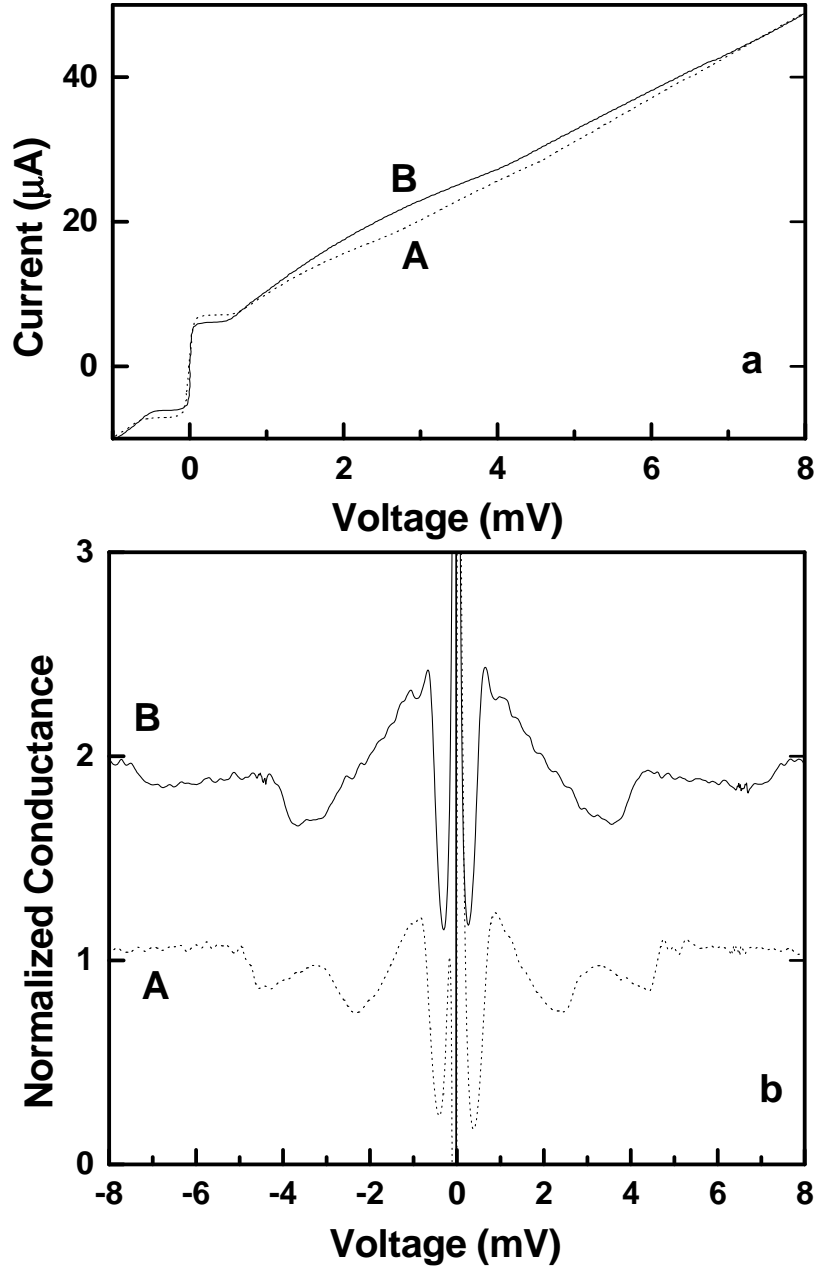 40
20
0
Current (µA)
B
A
a
0 2 4 6 8
Voltage (mV)
3
2
1
0
Normalized Conductance
B
A
b
-8 -6 -4 -2 0 2 4 6 8
Voltage (mV)